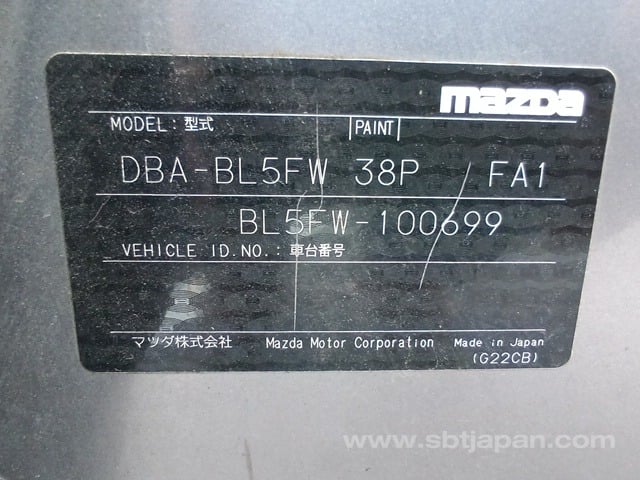 mazda
MODEL: 型式 PAINT
DBA-BL5FW 38P FA1
BL5FW-100699
VEHICLE ID.NO.: 車台番号
マツダ株式会社 Mazda Motor Corporation Made in Japan
(G22CB)
www.sbtjapan.com